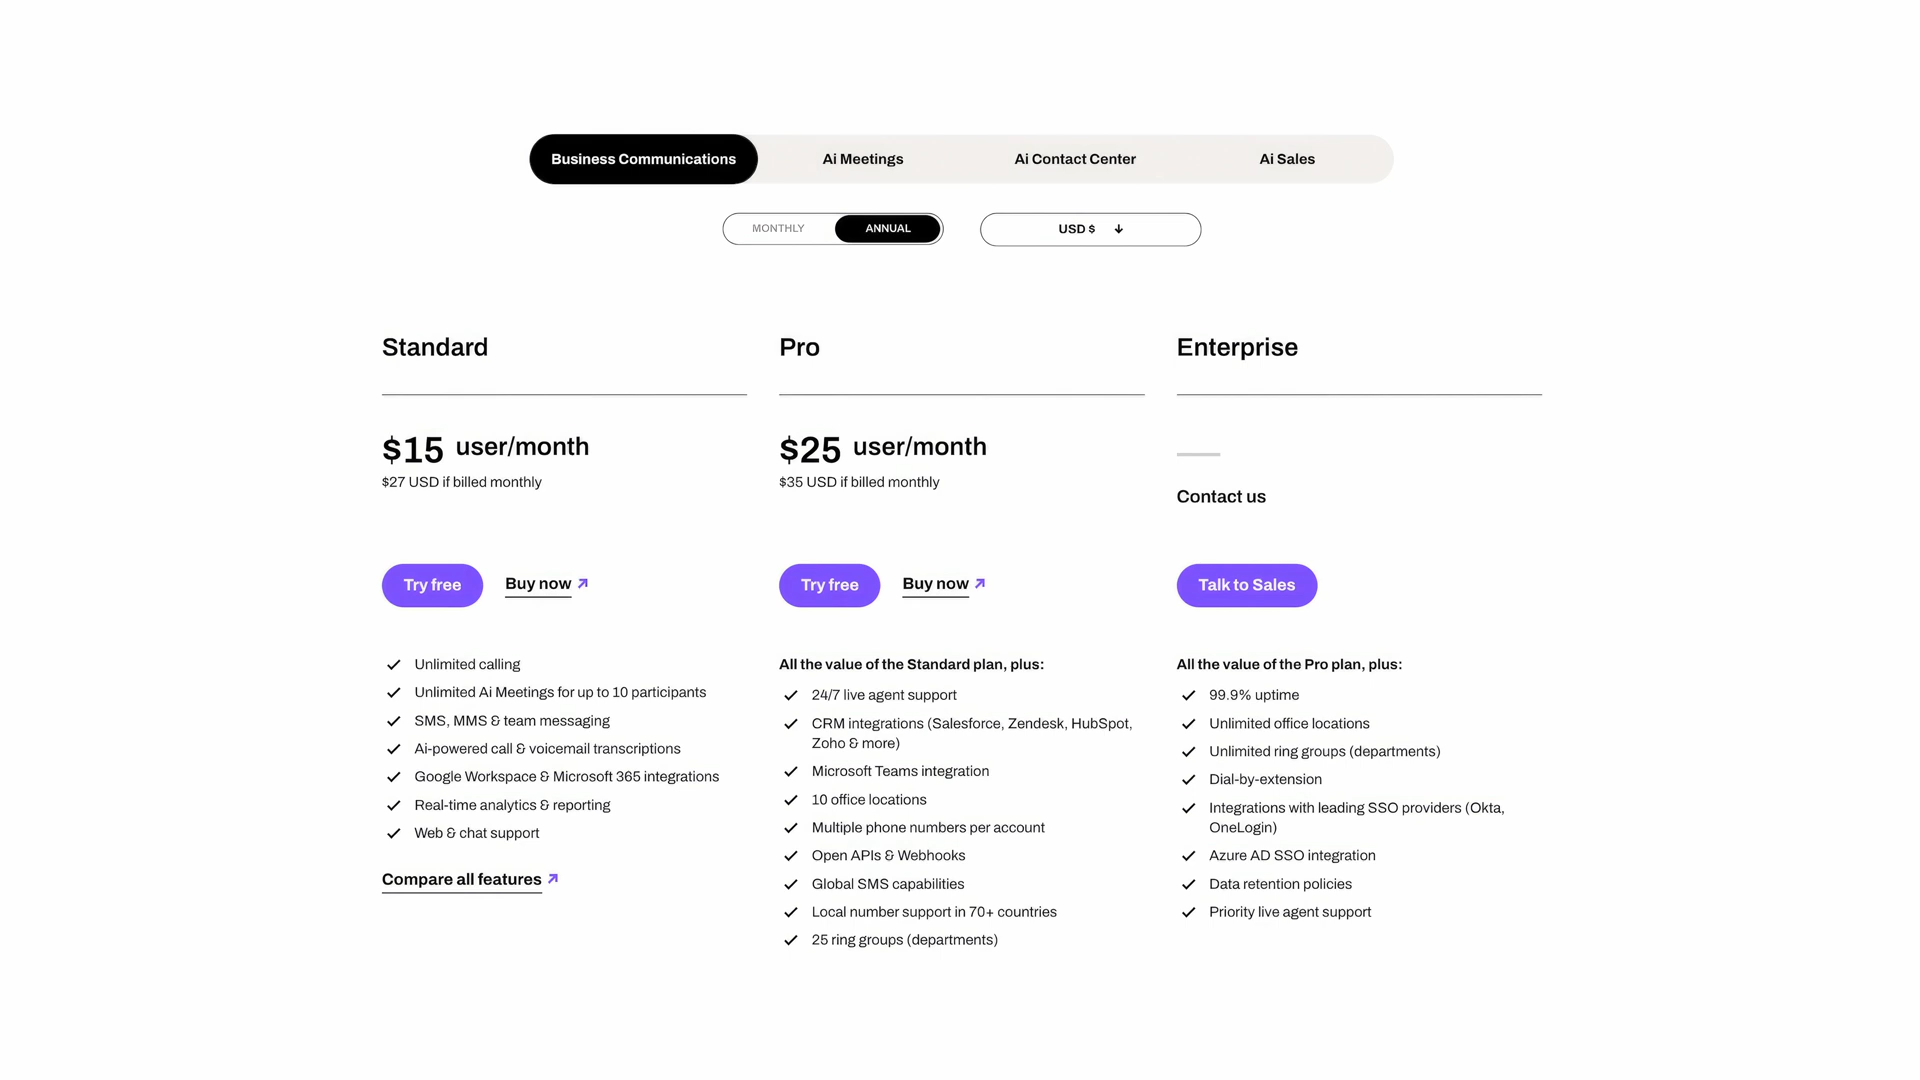 Business Communications
Ai Meetings
Ai Contact Center
Ai Sales
MONTHLY
ANNUAL
USD $
Standard
$15 user/month
$27 USD if billed monthly
Try free
Buy now
Unlimited calling
Unlimited Ai Meetings for up to 10 participants
SMS, MMS & team messaging
Ai-powered call & voicemail transcriptions
Google Workspace & Microsoft 365 integrations
Real-time analytics & reporting
Web & chat support
Compare all features
Pro
$25 user/month
$35 USD if billed monthly
Try free
Buy now
All the value of the Standard plan, plus:
24/7 live agent support
CRM integrations (Salesforce, Zendesk, HubSpot,
Zoho & more)
Microsoft Teams integration
10 office locations
Multiple phone numbers per account
Open APIs & Webhooks
Global SMS capabilities
Local number support in 70+ countries
25 ring groups (departments)
Enterprise
Contact us
Talk to Sales
All the value of the Pro plan, plus:
99.9% uptime
Unlimited office locations
Unlimited ring groups (departments)
Dial-by-extension
Integrations with leading SSO providers (Okta,
OneLogin)
Azure AD SSO integration
Data retention policies
Priority live agent support